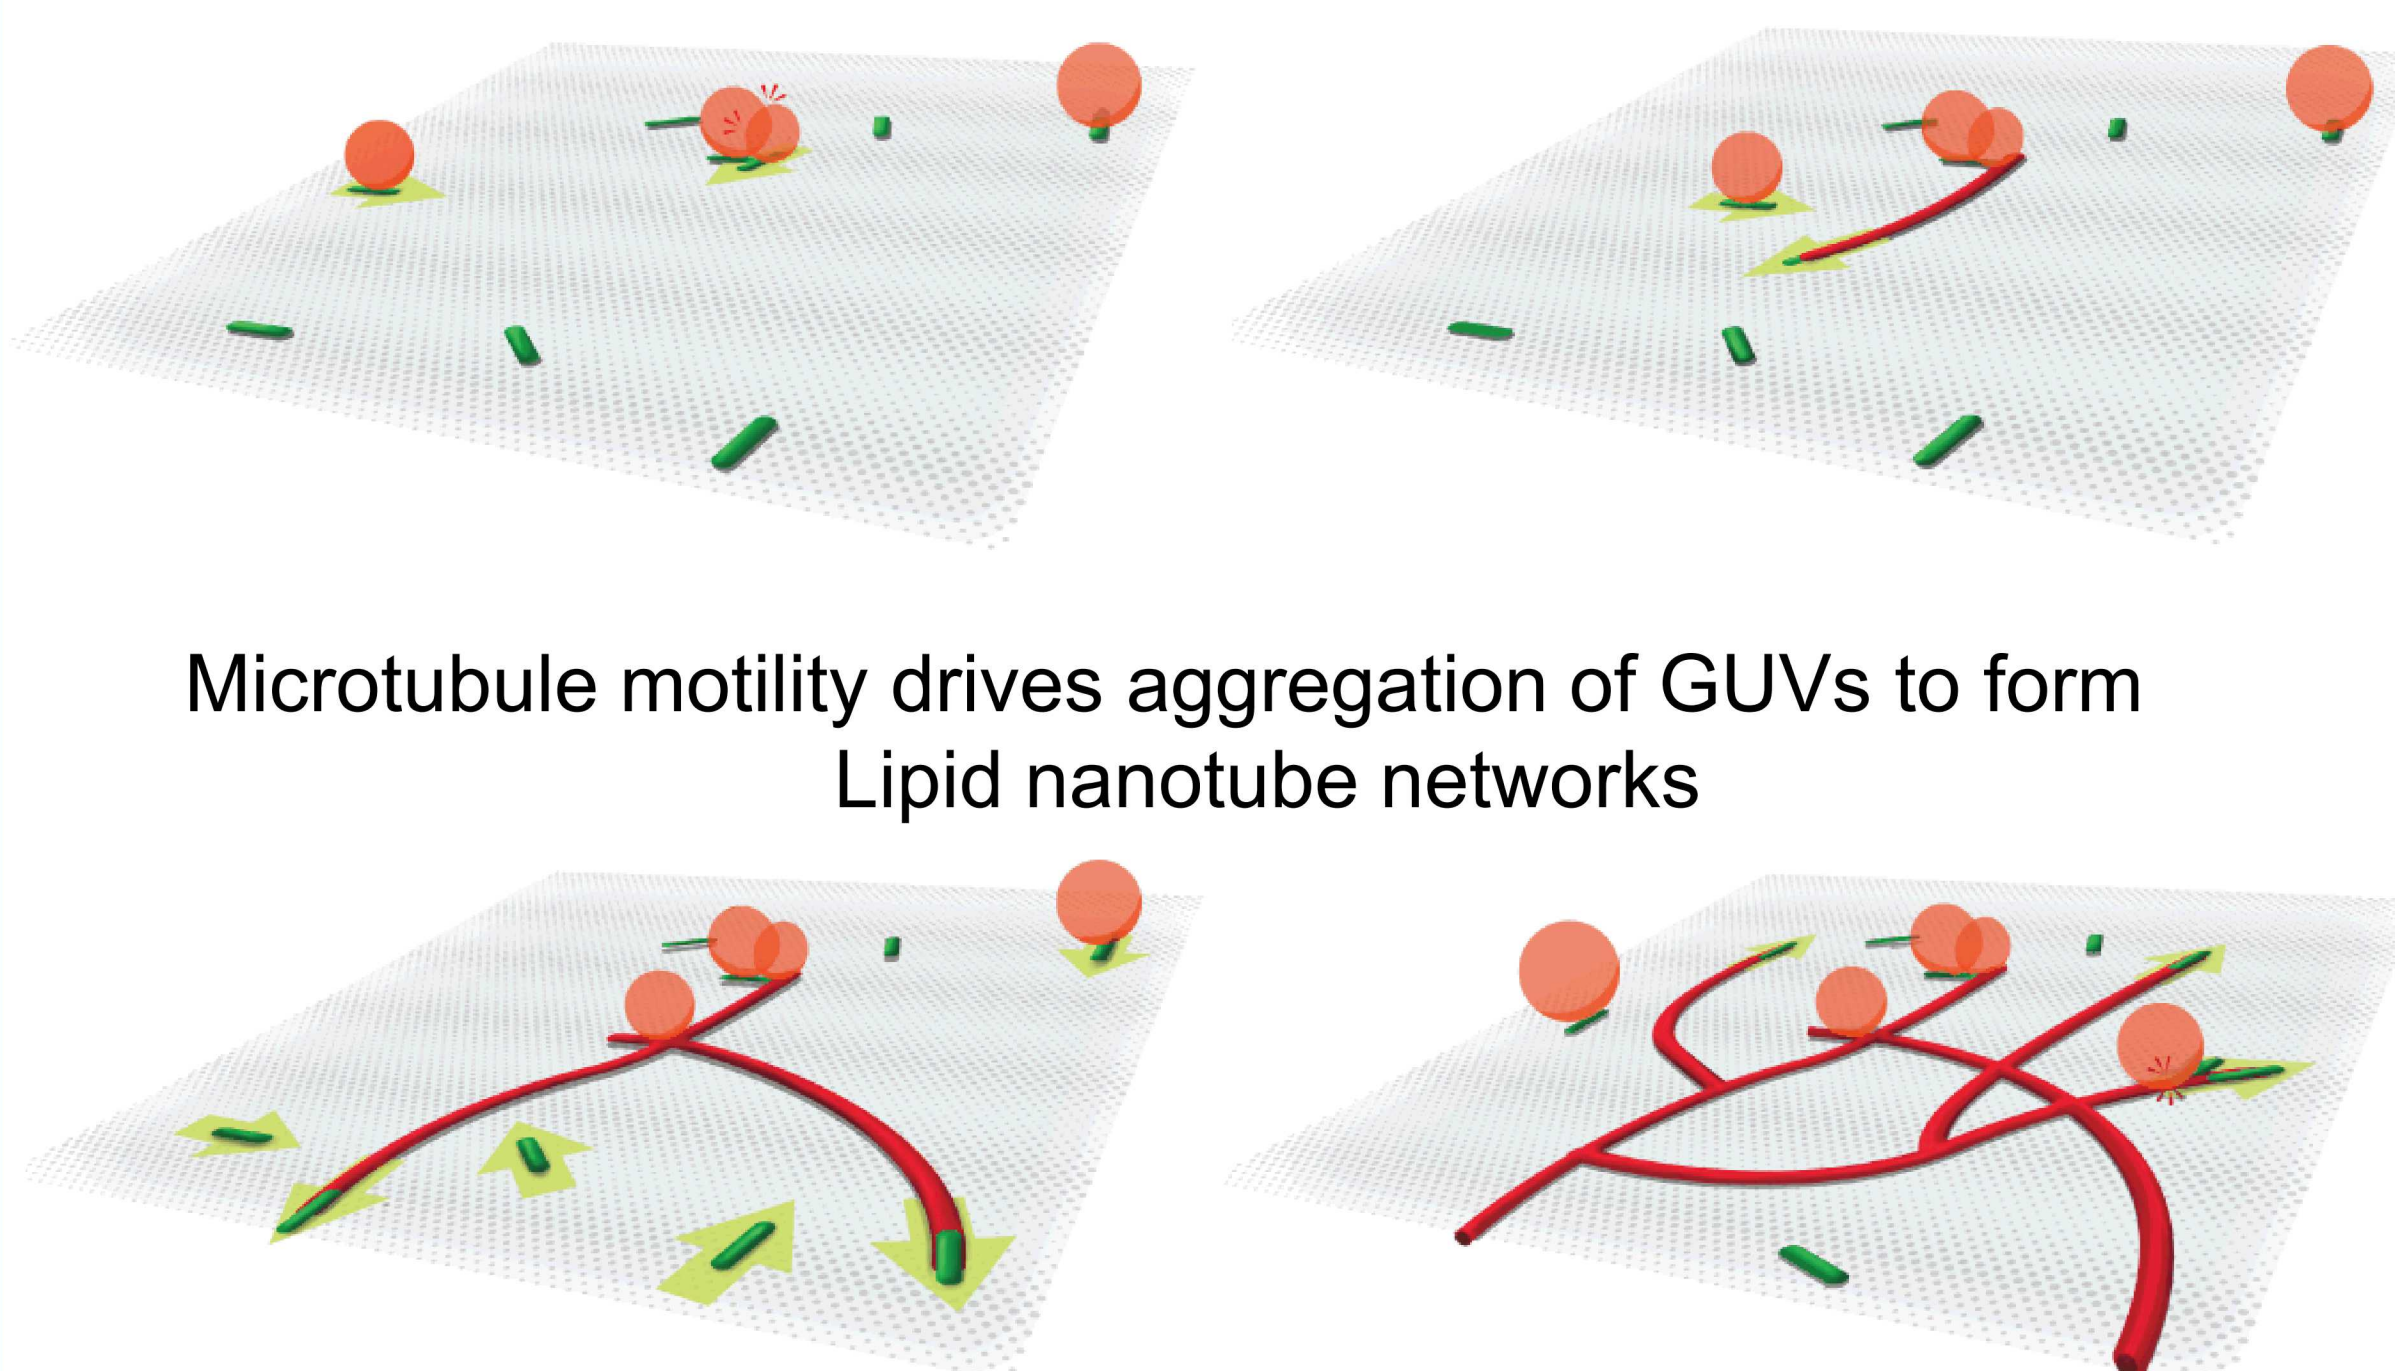 Microtubule motility drives aggregation of GUVs to form
Lipid nanotube networks